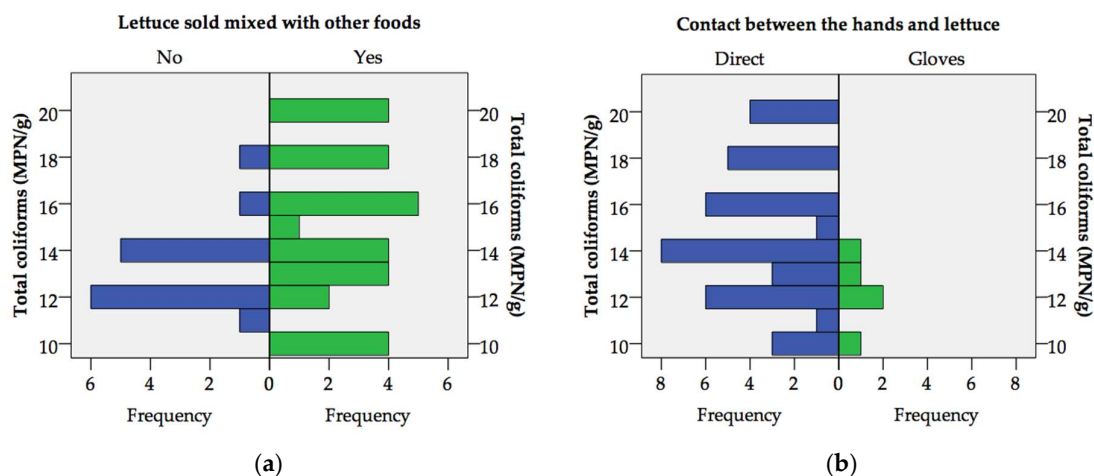 Lettuce sold mixed with other foods
No Yes
Total coliforms (MPN/g)
20 20
18 18
16 16
14 14
12 12
10 10
Total coliforms (MPN/g)
6 4 2 0 2 4 6
Frequency Frequency
(a)
Contact between the hands and lettuce
Direct Gloves
Total coliforms (MPN/g)
20 20
18 18
16 16
14 14
12 12
10 10
Total coliforms (MPN/g)
8 6 4 2 0 2 4 6 8
Frequency Frequency
(b)